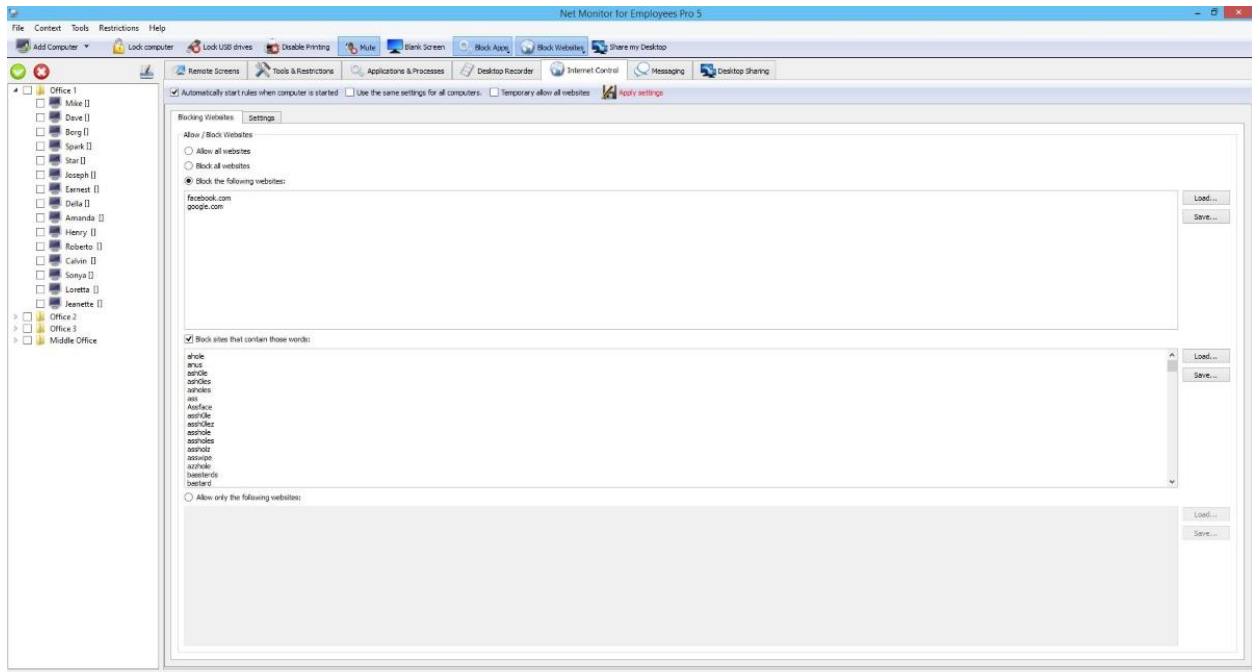 Net Monitor for Employees Pro 5
File Context Tools Restrictions Help
Add Computer Lock computer Lock USB drives Disable Printing Mute Blank Screen Block Apps Block Websites Share my Desktop
Remote Screens Tools & Restrictions Applications & Processes Desktop Recorder Internet Control Messaging Desktop Sharing
Automatically start rules when computer is started Use the same settings for all computers. Temporary allow all websites Apply settings
Office 1
Mike []
Dave []
Borg []
Spark []
Star []
Joseph []
Earnest []
Della []
Amanda []
Henry []
Roberto []
Calvin []
Sonya []
Loretta []
Jeanette []
Office 2
Office 3
Middle Office
Blocking Websites Settings
Allow / Block Websites
Allow all websites
Block all websites
Block the following websites:
facebook.com
google.com
Load...
Save...
Block sites that contain those words:
ahole
anus
ash0le
ash0les
asholes
ass
Assface
assh0le
assh0lez
asshole
assholes
assholz
asswipe
azzhole
bassterds
bastard
Load...
Save...
Allow only the following websites:
Load...
Save...